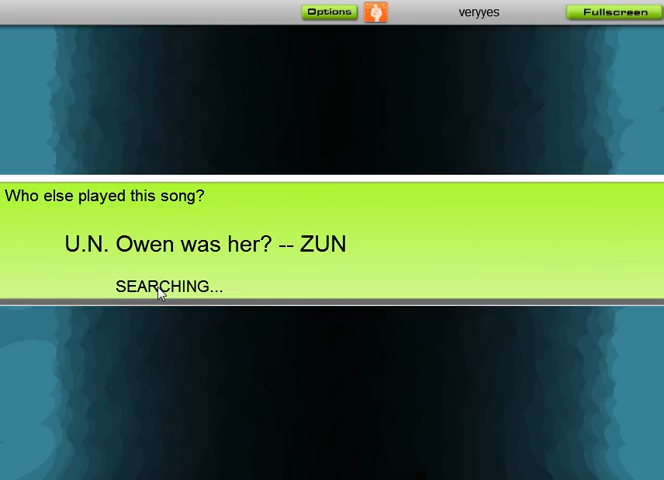 Options veryyes Fullscreen
Who else played this song?
U.N. Owen was her? -- ZUN
SEARCHING...